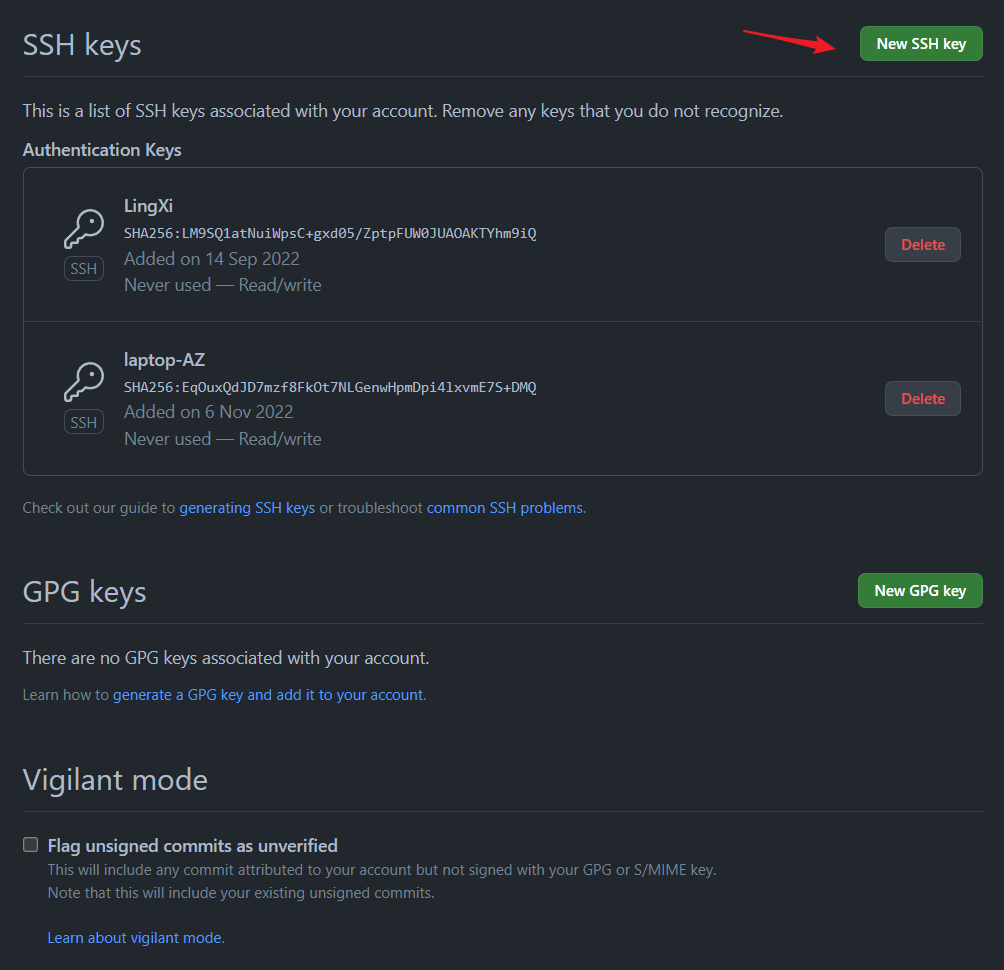 SSH keys
New SSH key
This is a list of SSH keys associated with your account. Remove any keys that you do not recognize.
Authentication Keys
LingXi
SHA256:LM9SQ1atNuiWpsC+gxd05/ZptpFUW0JUAOAKTYhm9iQ
Added on 14 Sep 2022
Never used — Read/write
SSH
Delete
laptop-AZ
SHA256:EqOuxQdJD7mzf8FkOt7NLGenwHpmDpi4lxvmE7S+DMQ
Added on 6 Nov 2022
Never used — Read/write
SSH
Delete
Check out our guide to generating SSH keys or troubleshoot common SSH problems.
GPG keys
New GPG key
There are no GPG keys associated with your account.
Learn how to generate a GPG key and add it to your account.
Vigilant mode
Flag unsigned commits as unverified
This will include any commit attributed to your account but not signed with your GPG or S/MIME key.
Note that this will include your existing unsigned commits.
Learn about vigilant mode.